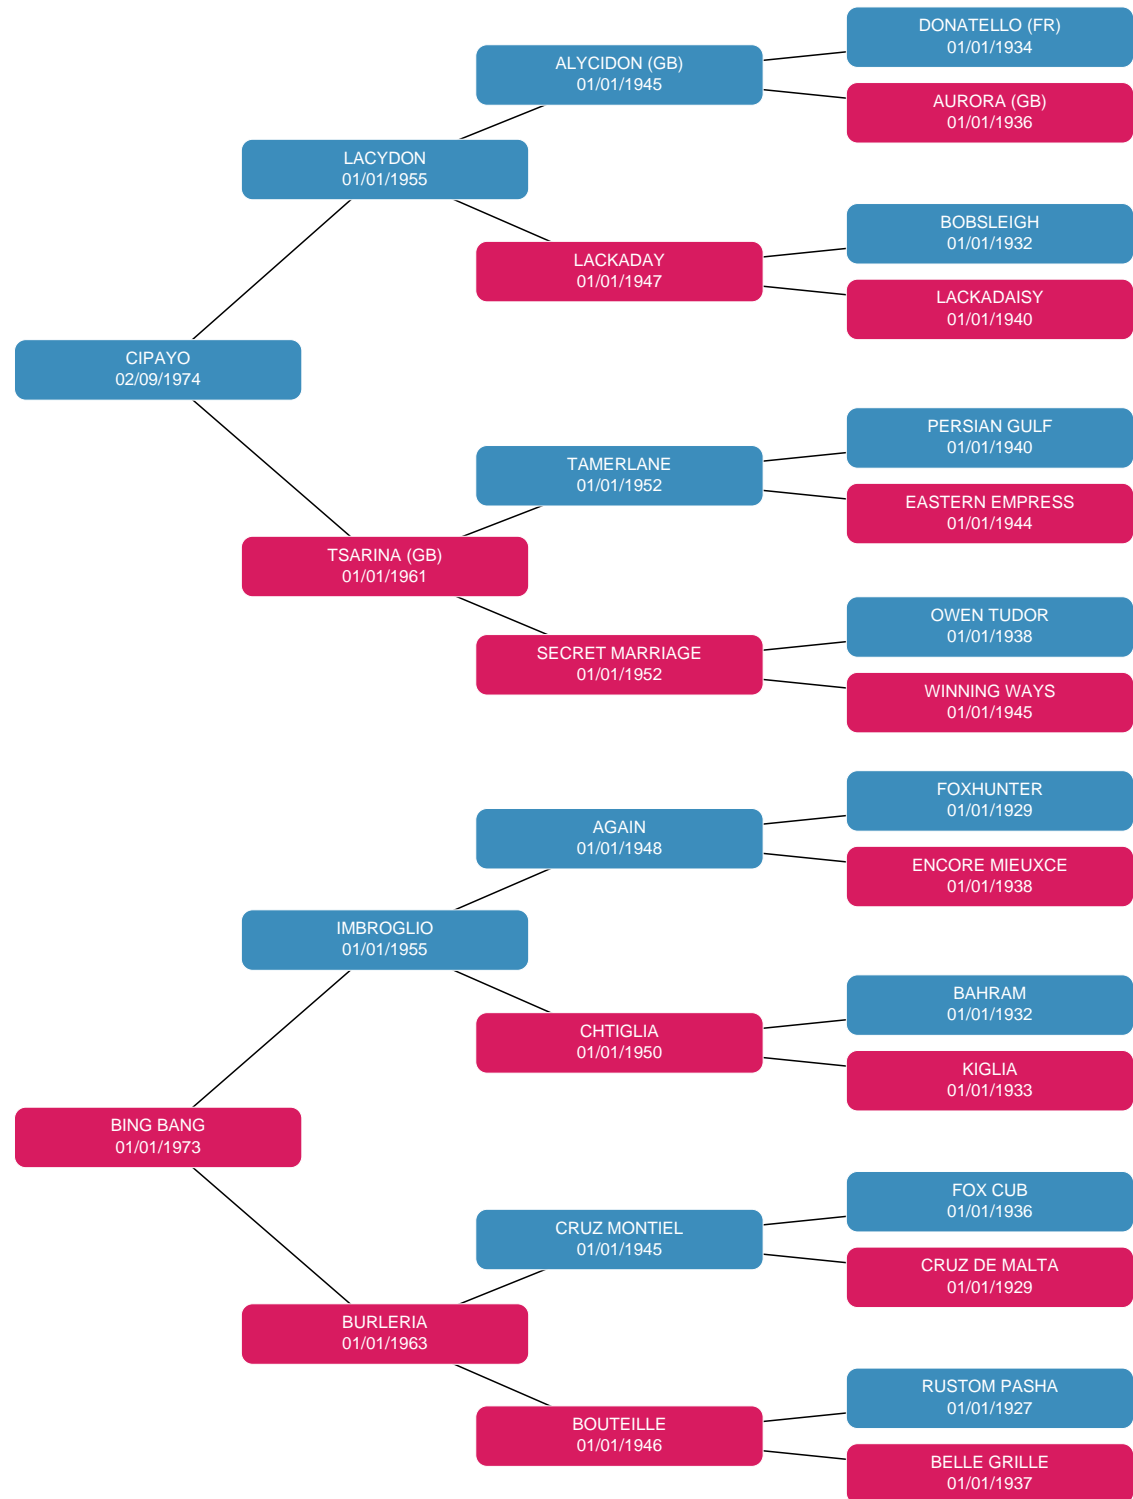 DONATELLO (FR)
01/01/1934
ALYCIDON (GB)
01/01/1945
AURORA (GB)
01/01/1936
LACYDON
01/01/1955
BOBSLEIGH
01/01/1932
LACKADAY
01/01/1947
LACKADAISY
01/01/1940
CIPAYO
02/09/1974
PERSIAN GULF
01/01/1940
TAMERLANE
01/01/1952
EASTERN EMPRESS
01/01/1944
TSARINA (GB)
01/01/1961
OWEN TUDOR
01/01/1938
SECRET MARRIAGE
01/01/1952
WINNING WAYS
01/01/1945
FOXHUNTER
01/01/1929
AGAIN
01/01/1948
ENCORE MIEUXCE
01/01/1938
IMBROGLIO
01/01/1955
BAHRAM
01/01/1932
CHTIGLIA
01/01/1950
KIGLIA
01/01/1933
BING BANG
01/01/1973
FOX CUB
01/01/1936
CRUZ MONTIEL
01/01/1945
CRUZ DE MALTA
01/01/1929
BURLERIA
01/01/1963
RUSTOM PASHA
01/01/1927
BOUTEILLE
01/01/1946
BELLE GRILLE
01/01/1937